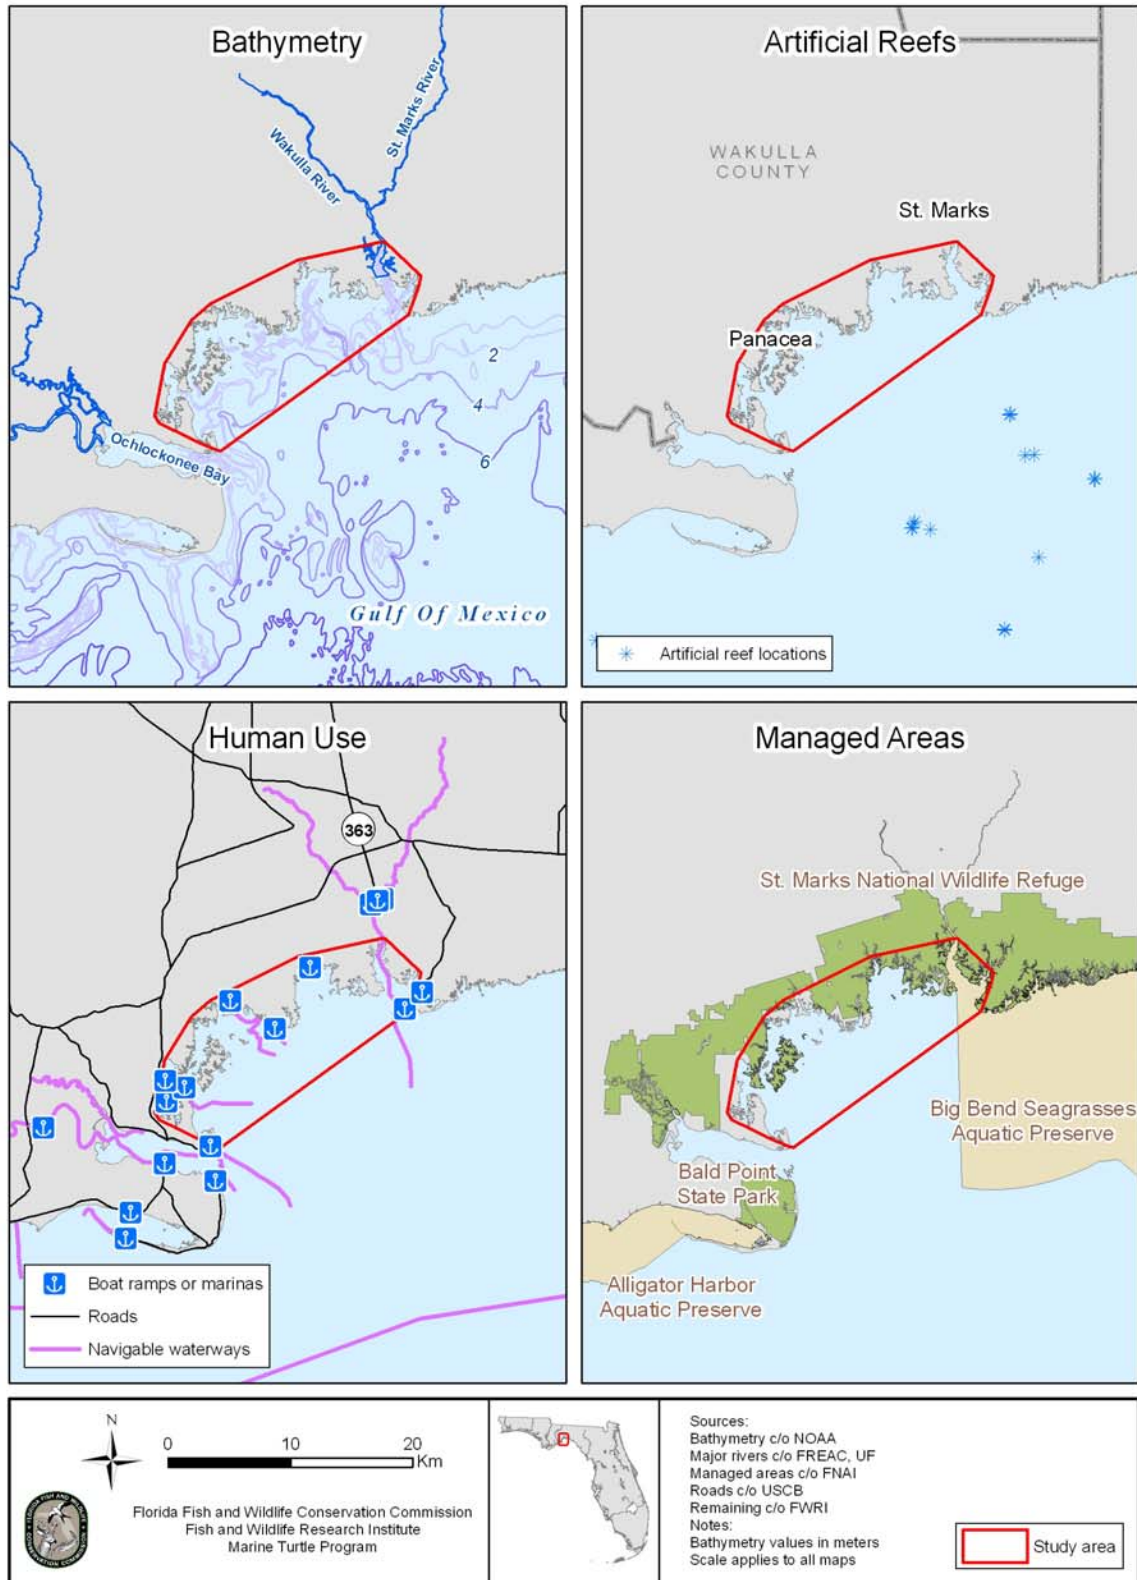 Bathymetry
Wakulla River
St. Marks River
2
4
6
Ochlockonee Bay
Gulf Of Mexico
Artificial Reefs
WAKULLA
COUNTY
St. Marks
Panacea
Artificial reef locations
Human Use
363
Boat ramps or marinas
Roads
Navigable waterways
Managed Areas
St. Marks National Wildlife Refuge
Big Bend Seagrasses
Aquatic Preserve
Bald Point
State Park
Alligator Harbor
Aquatic Preserve
N
0 10 20
Km
Florida Fish and Wildlife Conservation Commission
Fish and Wildlife Research Institute
Marine Turtle Program
Sources:
Bathymetry c/o NOAA
Major rivers c/o FREAC, UF
Managed areas c/o FNAI
Roads c/o USCB
Remaining c/o FWRI
Notes:
Bathymetry values in meters
Scale applies to all maps
Study area